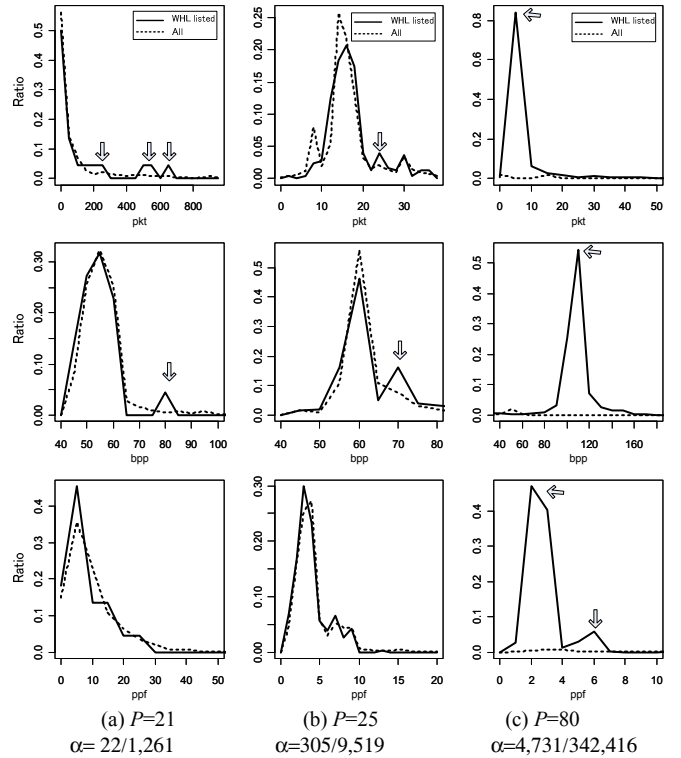 WHL listed
All
WHL listed
All
WHL listed
All
Ratio
0.0 0.1 0.2 0.3 0.4 0.5
0 200 400 600 800
pkt
0.00 0.05 0.10 0.15 0.20 0.25
0 10 20 30
pkt
0.0 0.2 0.4 0.6 0.8
0 10 20 30 40 50
pkt
Ratio
0.00 0.10 0.20 0.30
40 50 60 70 80 90 100
bpp
0.0 0.1 0.2 0.3 0.4 0.5
40 50 60 70 80
bpp
0.0 0.1 0.2 0.3 0.4 0.5
40 60 80 120 160
bpp
Ratio
0.0 0.1 0.2 0.3 0.4
0 10 20 30 40 50
ppf
0.00 0.10 0.20 0.30
0 5 10 15 20
ppf
0.0 0.1 0.2 0.3 0.4
0 2 4 6 8 10
ppf
(a) P=21
(b) P=25
(c) P=80
α= 22/1,261
α=305/9,519
α=4,731/342,416